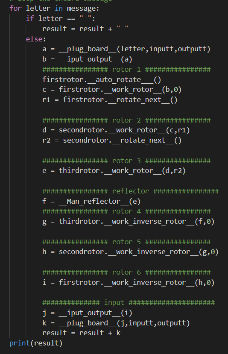 for letter in message:
if letter == " ":
result = result + " "
else:
a = __plug_board__(letter,inputt,outputt)
b = __iput_output__(a)
################ rotor 1 ################
firstrotor.__auto_rotate___()
c = firstrotor.__work_rotor__(b,0)
r1 = firstrotor.__rotate_next__()
################ rotor 2 ################
d = secondrotor.__work_rotor__(c,r1)
r2 = secondrotor.__rotate_next__()
################ rotor 3 ################
e = thirdrotor.__work_rotor__(d,r2)
################ reflector ################
f = __Man_reflector__(e)
################ rotor 4 ################
g = thirdrotor.__work_inverse_rotor__(f,0)
################ rotor 5 ################
h = secondrotor.__work_inverse_rotor__(g,0)
################ rotor 6 ################
i = firstrotor.__work_inverse_rotor__(h,0)
############## input #####################
j = __iput_output__(i)
k = __plug_board__(j,inputt,outputt)
result = result + k
print(result)